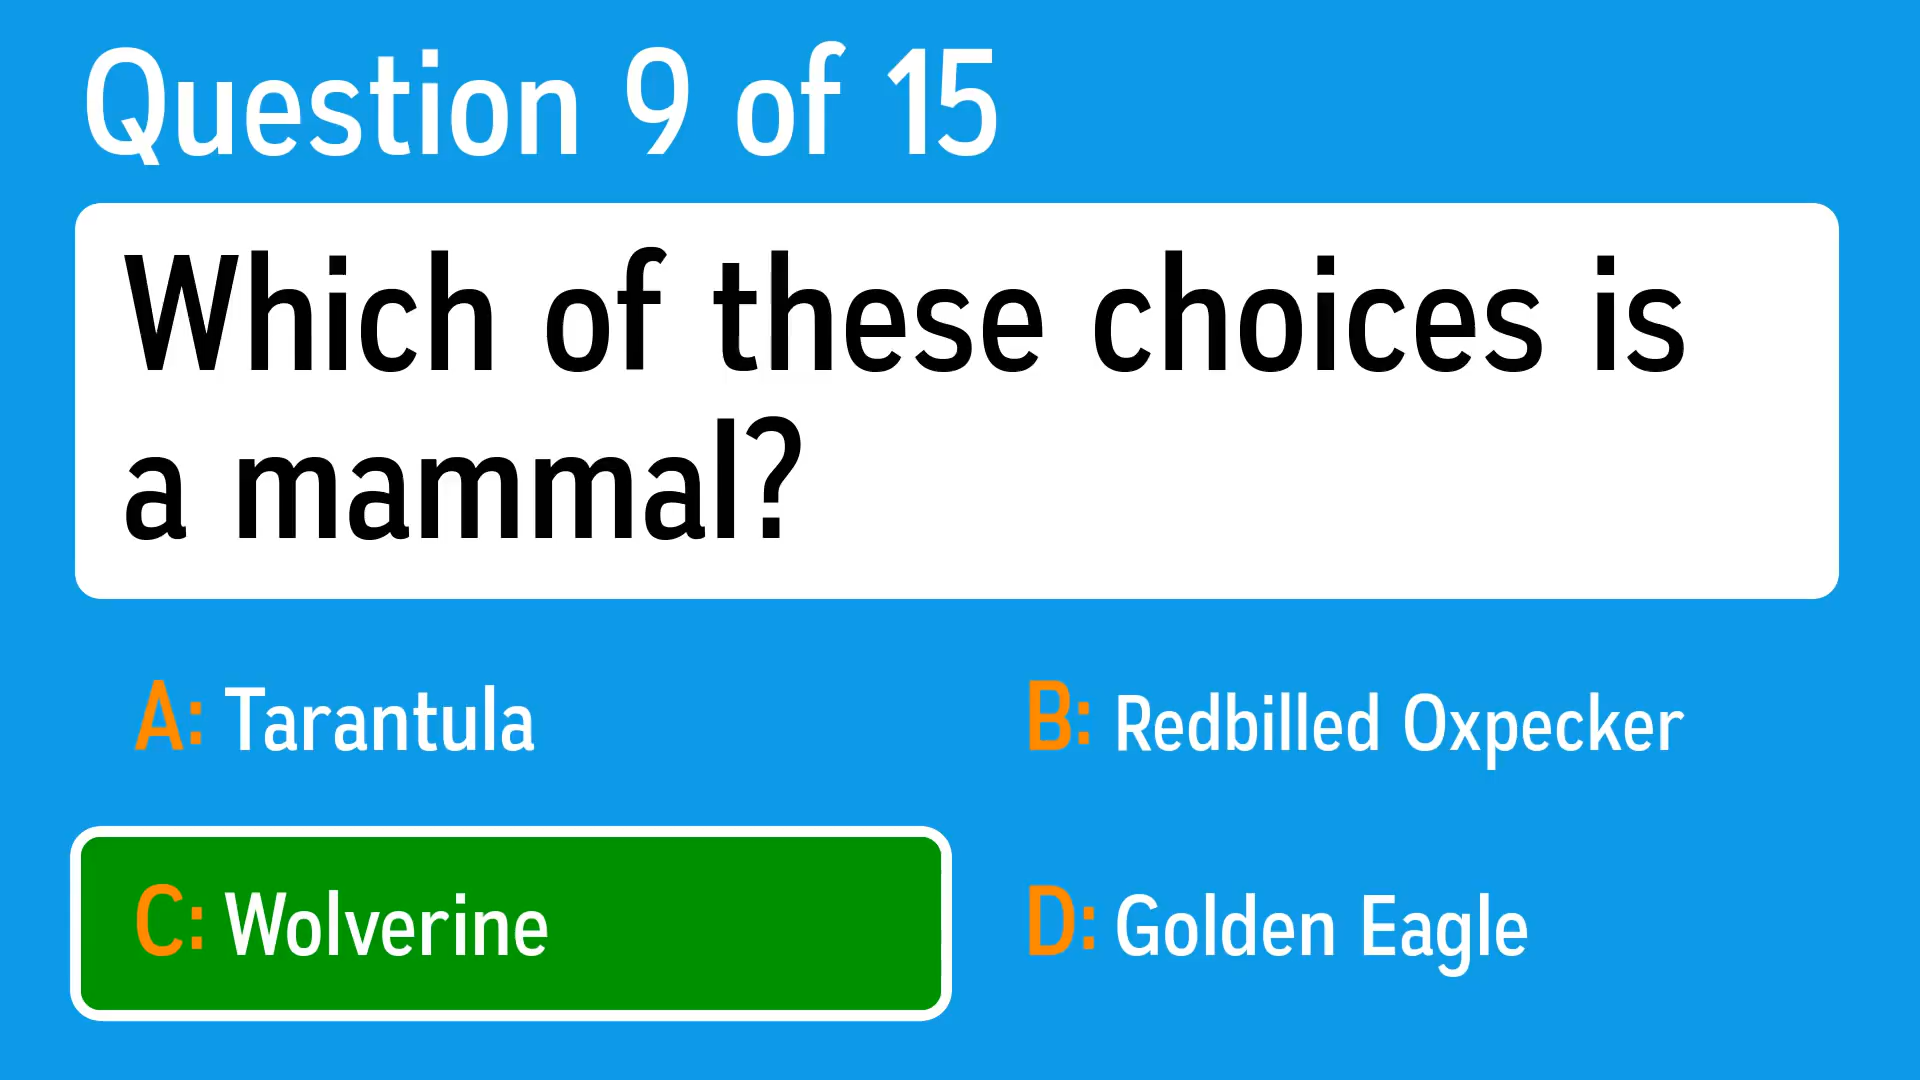 Question 9 of 15
Which of these choices is
a mammal?
A: Tarantula
B: Redbilled Oxpecker
C: Wolverine
D: Golden Eagle